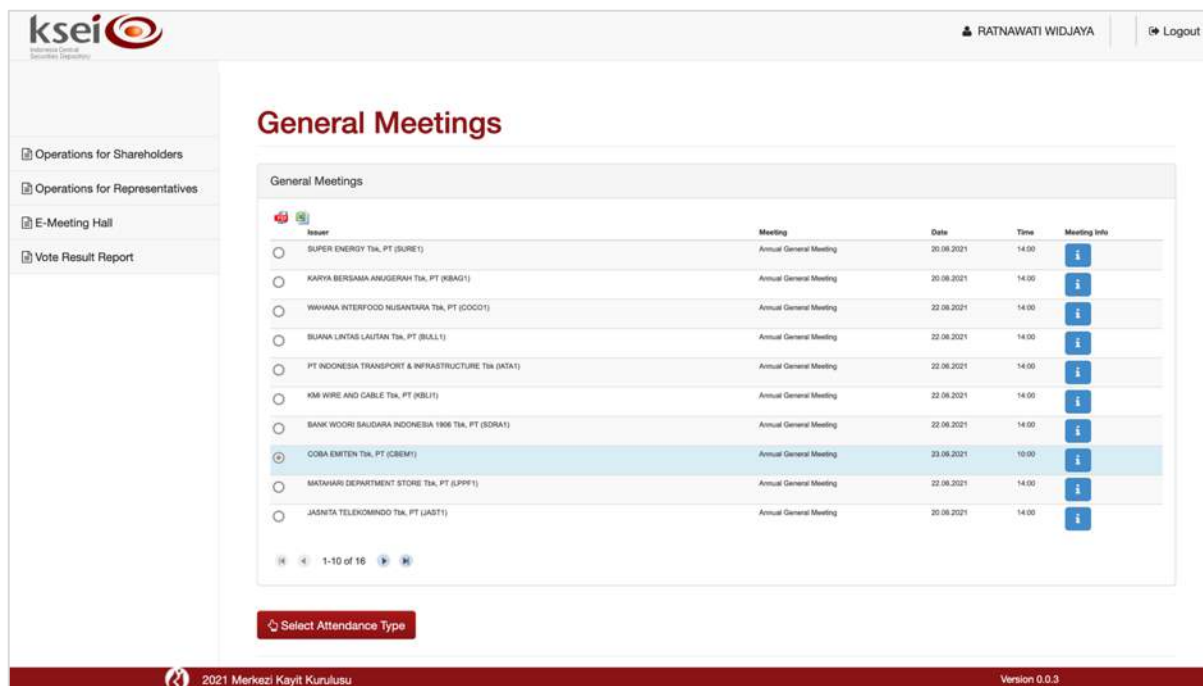 ksei
Indonesia Central
Securities Depository
RATNAWATI WIDJAYA
Logout
General Meetings
Operations for Shareholders
Operations for Representatives
E-Meeting Hall
Vote Result Report
General Meetings
Issuer Meeting Date Time Meeting Info
SUPER ENERGY Tbk, PT (SURE1) Annual General Meeting 20.08.2021 14:00
KARYA BERSAMA ANUGERAH Tbk, PT (KBAG1) Annual General Meeting 20.08.2021 14:00
WAHANA INTERFOOD NUSANTARA Tbk, PT (COCO1) Annual General Meeting 22.08.2021 14:00
BUANA LINTAS LAUTAN Tbk, PT (BULL1) Annual General Meeting 22.08.2021 14:00
PT INDONESIA TRANSPORT & INFRASTRUCTURE Tbk (IATA1) Annual General Meeting 22.08.2021 14:00
KMI WIRE AND CABLE Tbk, PT (KBLI1) Annual General Meeting 22.08.2021 14:00
BANK WOORI SAUDARA INDONESIA 1906 Tbk, PT (SDRA1) Annual General Meeting 22.08.2021 14:00
COBA EMITEN Tbk, PT (CBEM1) Annual General Meeting 23.08.2021 10:00
MATAHARI DEPARTMENT STORE Tbk, PT (LPPF1) Annual General Meeting 22.08.2021 14:00
JASNITA TELEKOMINDO Tbk, PT (JAST1) Annual General Meeting 20.08.2021 14:00
1-10 of 16
Select Attendance Type
2021 Merkezi Kayit Kurulusu
Version 0.0.3